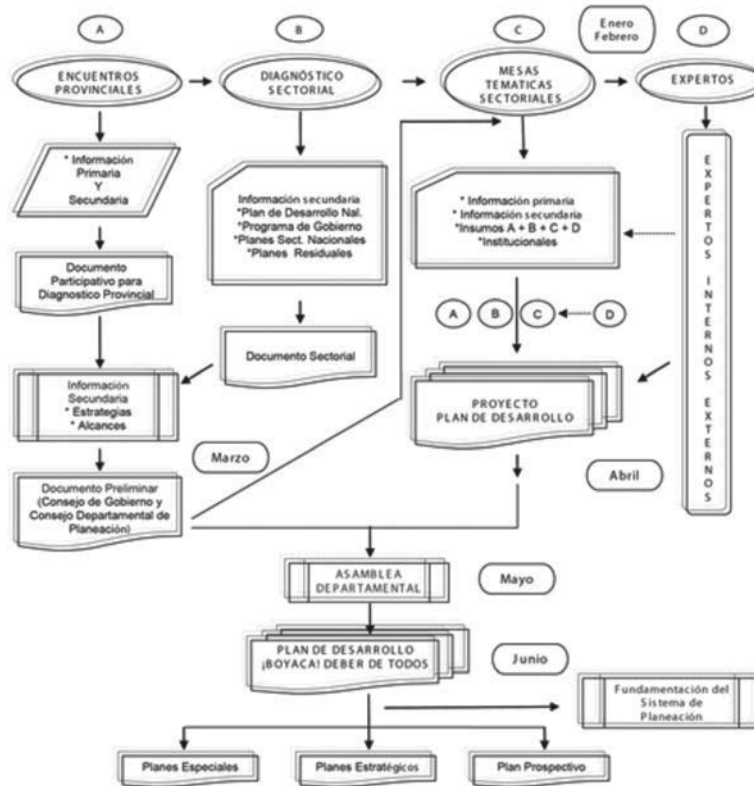 A
B
C
Enero
Febrero
D
ENCUENTROS
PROVINCIALES
DIAGNÓSTICO
SECTORIAL
MESAS
TEMATICAS
SECTORIALES
EXPERTOS
* Información
Primaria
Y
Secundaria
Información secundaria
*Plan de Desarrollo Nal.
*Programa de Gobierno
*Planes Sect. Nacionales
*Planes Residuales
* Información primaria
* Información secundaria
*Insumos A + B + C + D
*Institucionales
EXPERTOS INTERNOS EXTERNOS
Documento
Participativo para
Diagnostico Provincial
A
B
C
D
Documento Sectorial
Información
Secundaria
* Estrategias
* Alcances
PROYECTO
PLAN DE DESARROLLO
Marzo
Abril
Documento Preliminar
(Consejo de Gobierno y
Consejo Departamental de
Planeación)
ASAMBLEA
DEPARTAMENTAL
Mayo
PLAN DE DESARROLLO
¡BOYACA! DEBER DE TODOS
Junio
Fundamentación del
Sistema de
Planeación
Planes Especiales
Planes Estratégicos
Plan Prospectivo